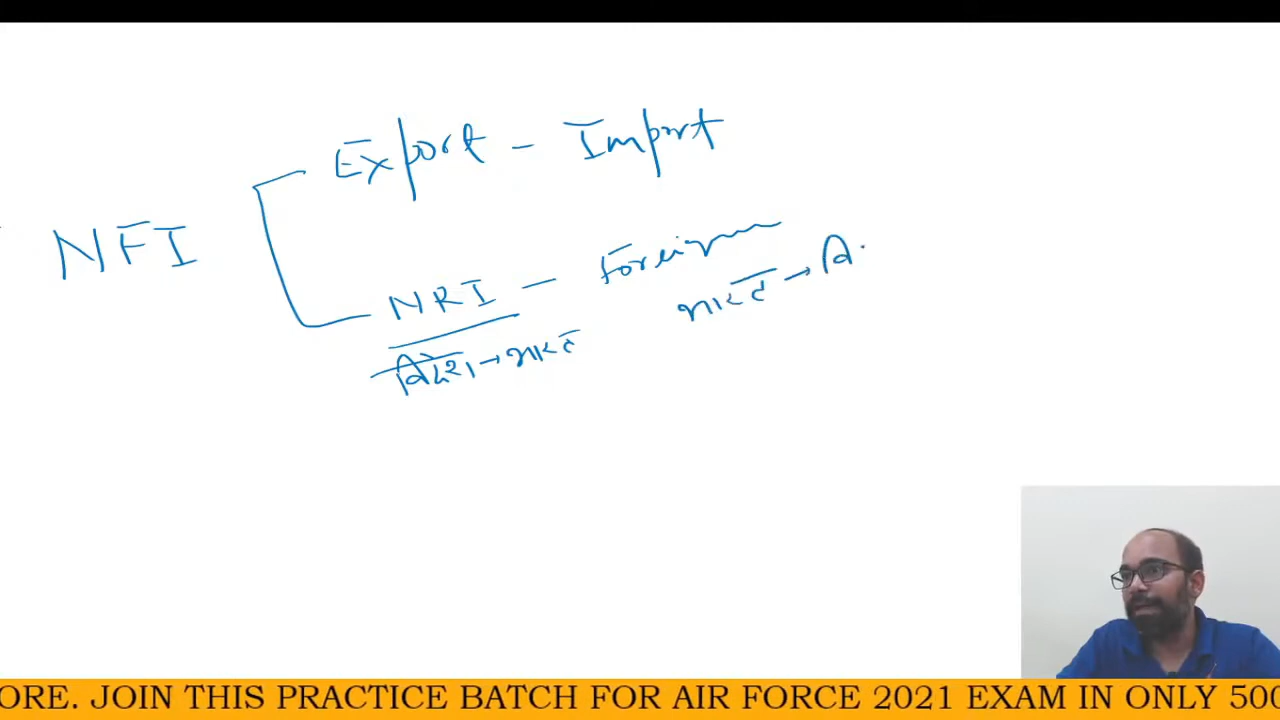 Export - Import
NFI
NRI - Foreigner
विदेश → भारत
भारत → वि
ORE. JOIN THIS PRACTICE BATCH FOR AIR FORCE 2021 EXAM IN ONLY 500